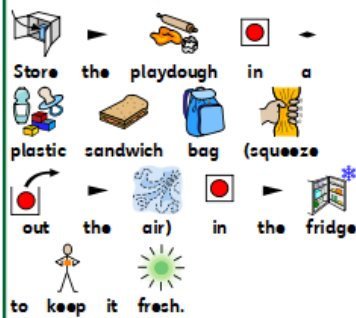 Store the playdough in a
plastic sandwich bag (squeeze
out the air) in the fridge
to keep it fresh.